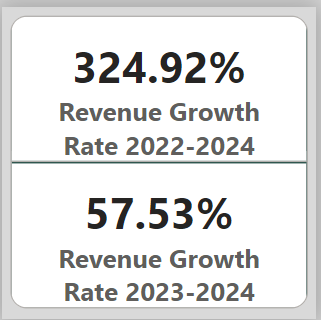 324.92%
Revenue Growth
Rate 2022-2024
57.53%
Revenue Growth
Rate 2023-2024